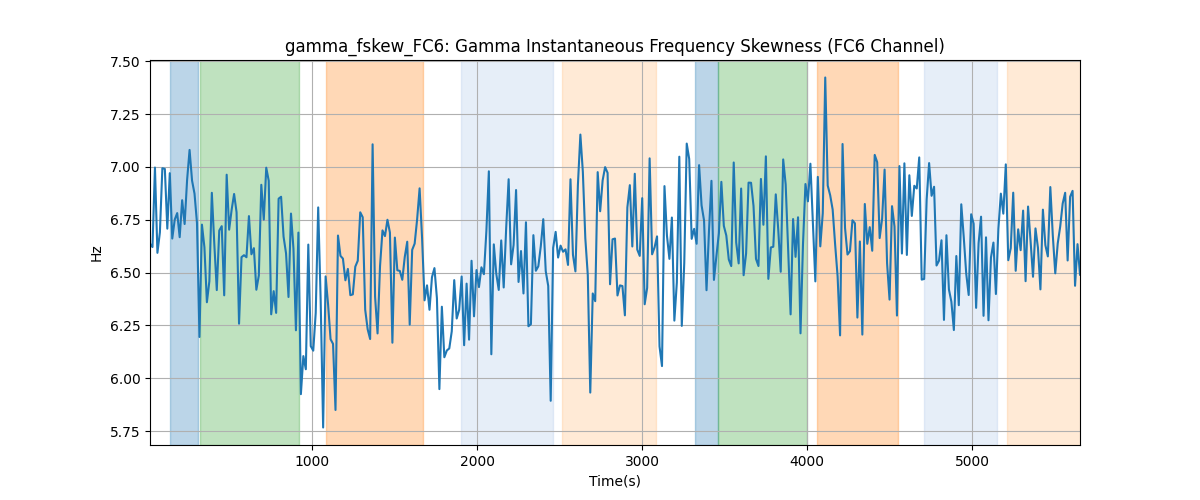 gamma_fskew_FC6: Gamma Instantaneous Frequency Skewness (FC6 Channel)
7.50
7.25
7.00
6.75
6.50
6.25
6.00
5.75
Hz
1000 2000 3000 4000 5000
Time(s)